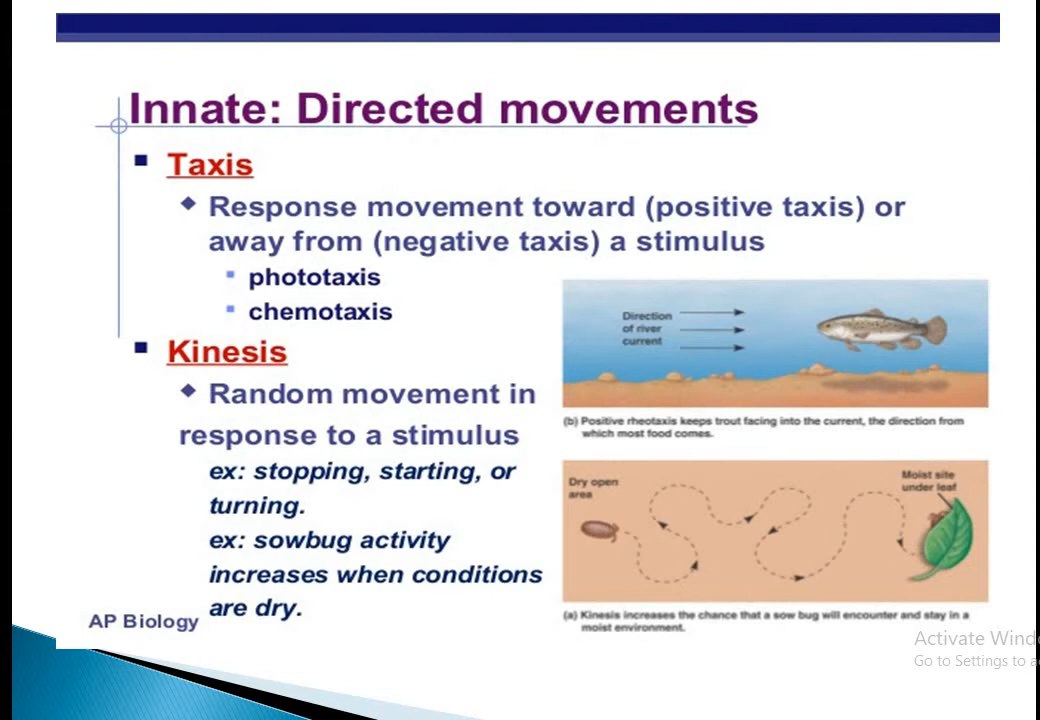 Innate: Directed movements
Taxis
Response movement toward (positive taxis) or
away from (negative taxis) a stimulus
phototaxis
chemotaxis
Kinesis
Random movement in
response to a stimulus
ex: stopping, starting, or
turning.
ex: sowbug activity
increases when conditions
are dry.
AP Biology
Direction
of river
current
(b) Positive rheotaxis keeps trout facing into the current, the direction from
which most food comes.
Dry open
area
Moist site
under leaf
(a) Kinesis increases the chance that a sow bug will encounter and stay in a
moist environment.
Activate Windo
Go to Settings to a